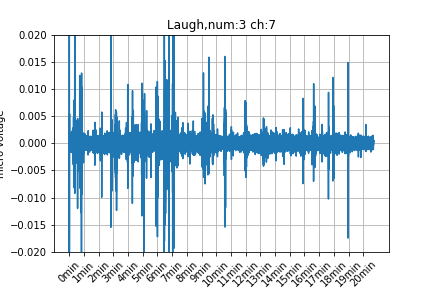 Laugh,num:3 ch:7
0.020
0.015
0.010
0.005
0.000
−0.005
−0.010
−0.015
−0.020
micro voltage
0min
1min
2min
3min
4min
5min
6min
7min
8min
9min
10min
11min
12min
13min
14min
15min
16min
17min
18min
19min
20min